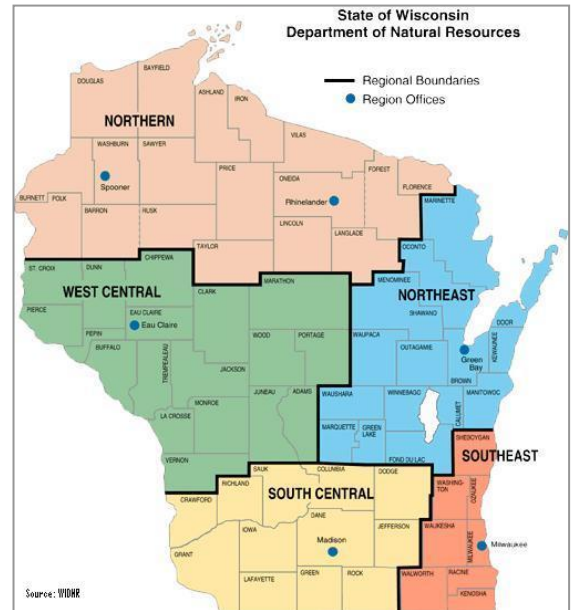 State of Wisconsin
Department of Natural Resources
Regional Boundaries
Region Offices
BAYFIELD
DOUGLAS
ASHLAND
IRON
NORTHERN
VILAS
WASHBURN
SAWYER
PRICE
ONEIDA
FOREST
FLORENCE
Spooner
Rhinelander
BURNETT
POLK
MARINETTE
BARRON
RUSK
LINCOLN
LANGLADE
TAYLOR
OCONTO
CHIPPEWA
ST. CROIX
DUNN
MARATHON
MENOMINEE
WEST CENTRAL
CLARK
NORTHEAST
PIERCE
EAU CLAIRE
Eau Claire
SHAWANO
DOOR
PEPIN
WOOD
PORTAGE
WAUPACA
BUFFALO
TREMPEALEAU
OUTAGAMIE
Green
Bay
KEWAUNEE
JACKSON
BROWN
JUNEAU
ADAMS
WAUSHARA
WINNEBAGO
CALUMET
MANITOWOC
MONROE
LA CROSSE
MARQUETTE
GREEN
LAKE
FOND DU LAC
SHEBOYGAN
VERNON
SOUTHEAST
SAUK
COLUMBIA
DODGE
RICHLAND
WASHING-
TON
OZAUKEE
CRAWFORD
SOUTH CENTRAL
DANE
IOWA
JEFFERSON
WAUKESHA
MILWAUKEE
Milwaukee
Madison
GRANT
LAFAYETTE
GREEN
ROCK
WALWORTH
RACINE
KENOSHA
Source: WIDNR